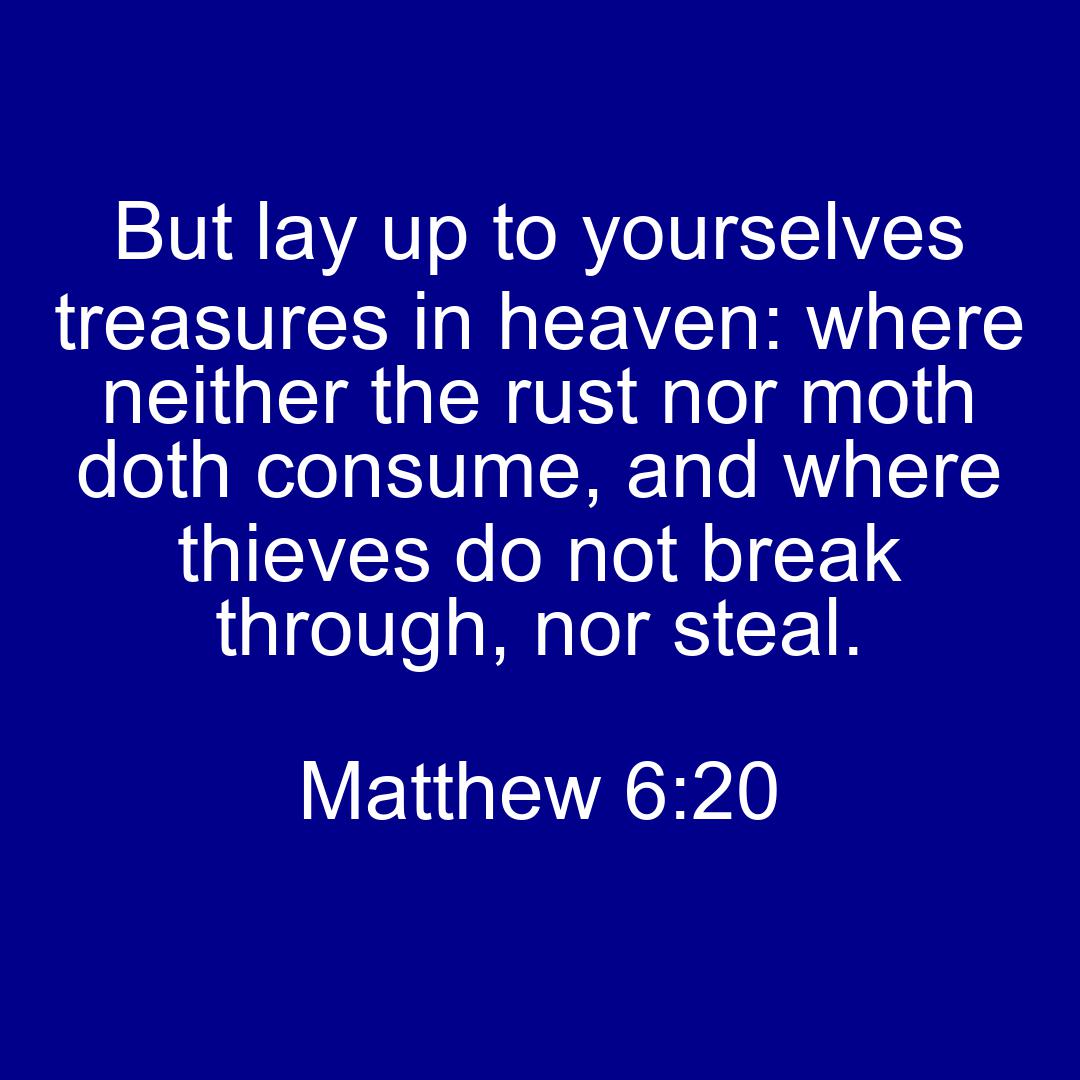 But lay up to yourselves
treasures in heaven: where
neither the rust nor moth
doth consume, and where
thieves do not break
through, nor steal.
Matthew 6:20